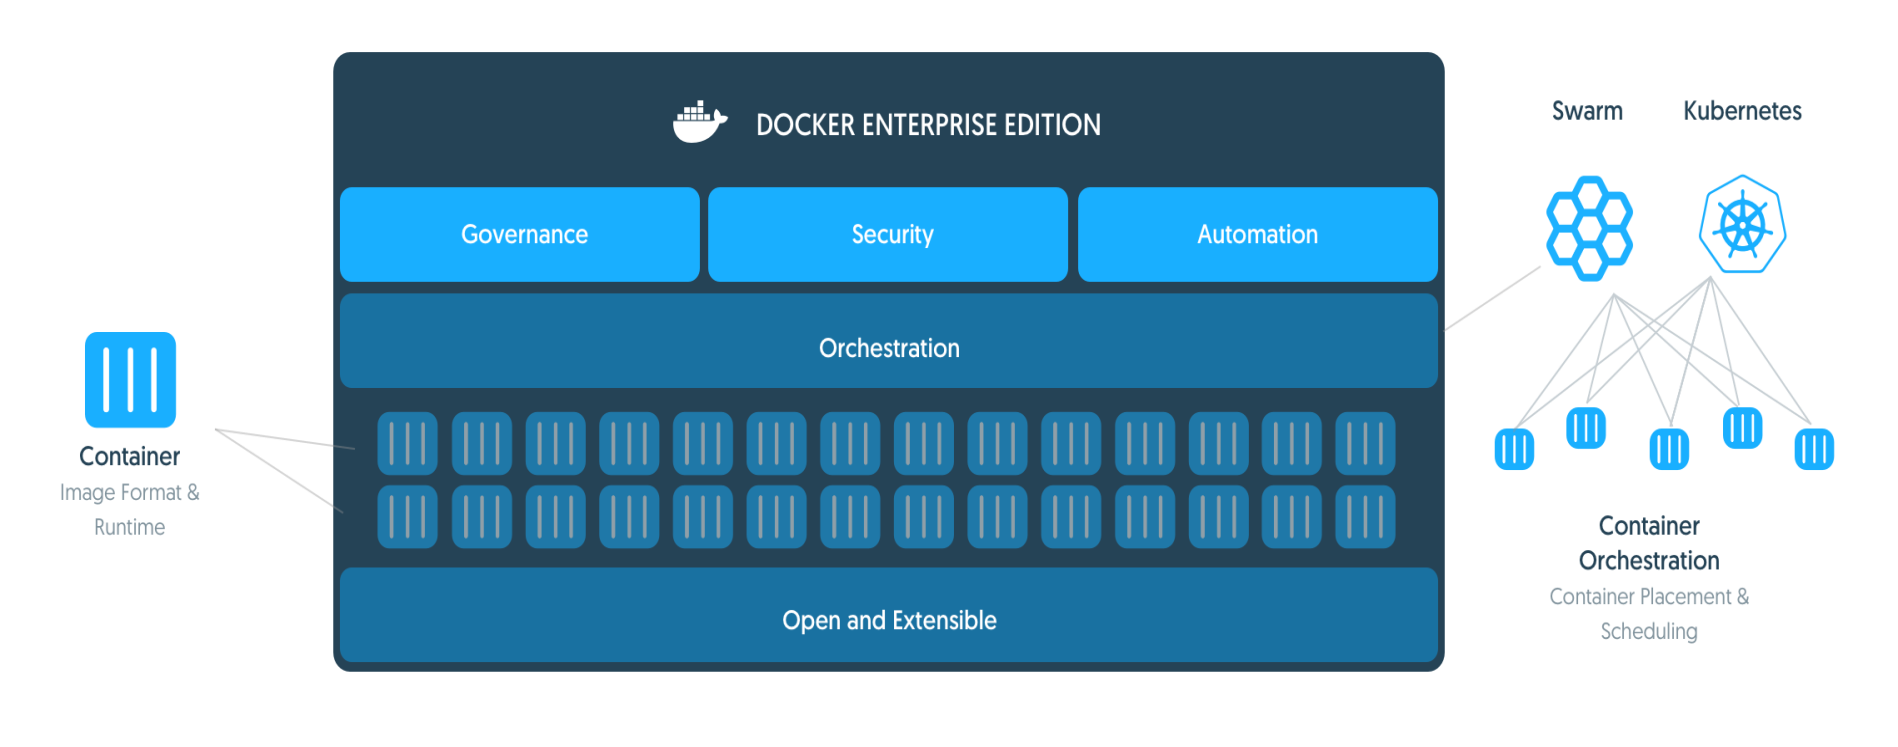 DOCKER ENTERPRISE EDITION
Governance
Security
Automation
Orchestration
Open and Extensible
Container
Image Format &
Runtime
Swarm
Kubernetes
Container
Orchestration
Container Placement &
Scheduling